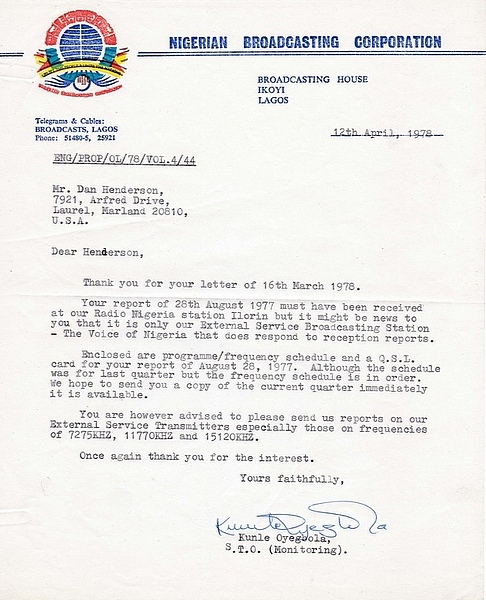 NIGERIAN BROADCASTING CORPORATION
BROADCASTING HOUSE
IKOYI
LAGOS
Telegrams & Cables:
BROADCASTS, LAGOS
Phone: 51480-5, 25921
12th April, 1978
ENG/PROP/OL/78/VOL.4/44
Mr. Dan Henderson,
7921, Arfred Drive,
Laurel, Marland 20810,
U.S.A.
Dear Henderson,
Thank you for your letter of 16th March 1978.
Your report of 28th August 1977 must have been received
at our Radio Nigeria station Ilorin but it might be news to
you that it is only our External Service Broadcasting Station
- The Voice of Nigeria that does respond to reception reports.
Enclosed are programme/frequency schedule and a Q.S.L.
card for your report of August 28, 1977. Although the schedule
was for last quarter but the frequency schedule is in order.
We hope to send you a copy of the current quarter immediately
it is available.
You are however advised to please send us reports on our
External Service Transmitters especially those on frequencies
of 7275KHZ, 11770KHZ and 15120KHZ.
Once again thank you for the interest.
Yours faithfully,
Kunle Oyegbola,
S.T.O. (Monitoring).